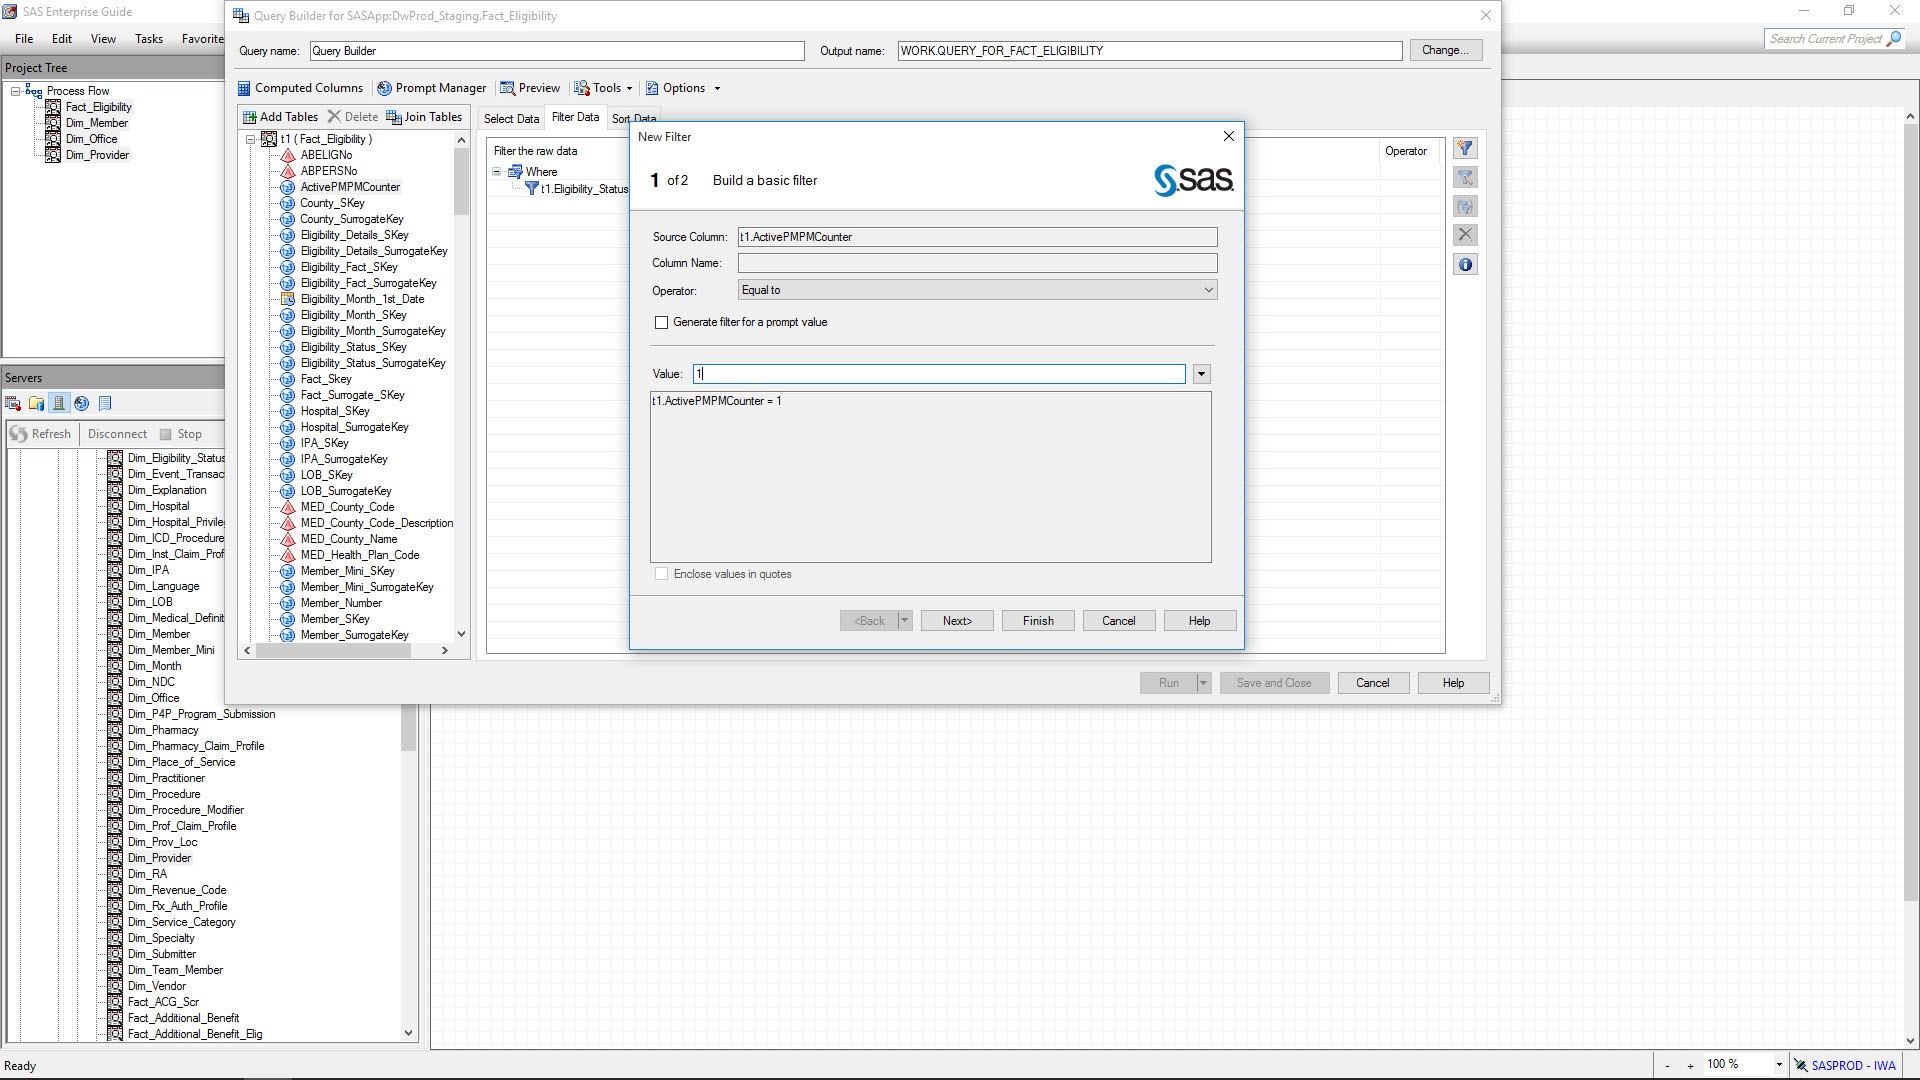 SAS Enterprise Guide
File Edit View Tasks Favorite
Search Current Project
Project Tree
Process Flow
Fact_Eligibility
Dim_Member
Dim_Office
Dim_Provider
Servers
Refresh Disconnect Stop
Dim_Eligibility_Status
Dim_Event_Transac
Dim_Explanation
Dim_Hospital
Dim_Hospital_Privile
Dim_ICD_Procedure
Dim_Inst_Claim_Prof
Dim_IPA
Dim_Language
Dim_LOB
Dim_Medical_Definit
Dim_Member
Dim_Member_Mini
Dim_Month
Dim_NDC
Dim_Office
Dim_P4P_Program_Submission
Dim_Pharmacy
Dim_Pharmacy_Claim_Profile
Dim_Place_of_Service
Dim_Practitioner
Dim_Procedure
Dim_Procedure_Modifier
Dim_Prof_Claim_Profile
Dim_Prov_Loc
Dim_Provider
Dim_RA
Dim_Revenue_Code
Dim_Rx_Auth_Profile
Dim_Service_Category
Dim_Specialty
Dim_Submitter
Dim_Team_Member
Dim_Vendor
Fact_ACG_Scr
Fact_Additional_Benefit
Fact_Additional_Benefit_Elig
Query Builder for SASApp:DwProd_Staging.Fact_Eligibility
Query name: Query Builder Output name: WORK.QUERY_FOR_FACT_ELIGIBILITY Change...
Computed Columns Prompt Manager Preview Tools Options
Add Tables Delete Join Tables
t1 ( Fact_Eligibility )
ABELIGNo
ABPERSNo
ActivePMPMCounter
County_SKey
County_SurrogateKey
Eligibility_Details_SKey
Eligibility_Details_SurrogateKey
Eligibility_Fact_SKey
Eligibility_Fact_SurrogateKey
Eligibility_Month_1st_Date
Eligibility_Month_SKey
Eligibility_Month_SurrogateKey
Eligibility_Status_SKey
Eligibility_Status_SurrogateKey
Fact_Skey
Fact_Surrogate_SKey
Hospital_SKey
Hospital_SurrogateKey
IPA_SKey
IPA_SurrogateKey
LOB_SKey
LOB_SurrogateKey
MED_County_Code
MED_County_Code_Description
MED_County_Name
MED_Health_Plan_Code
Member_Mini_SKey
Member_Mini_SurrogateKey
Member_Number
Member_SKey
Member_SurrogateKey
Select Data Filter Data Sort Data
Filter the raw data Operator
Where
t1.Eligibility_Status
New Filter
1 of 2 Build a basic filter
sas
Source Column: t1.ActivePMPMCounter
Column Name:
Operator: Equal to
Generate filter for a prompt value
Value: 1
t1.ActivePMPMCounter = 1
Enclose values in quotes
<Back Next> Finish Cancel Help
Run Save and Close Cancel Help
Ready
- + 100 % SASPROD - IWA